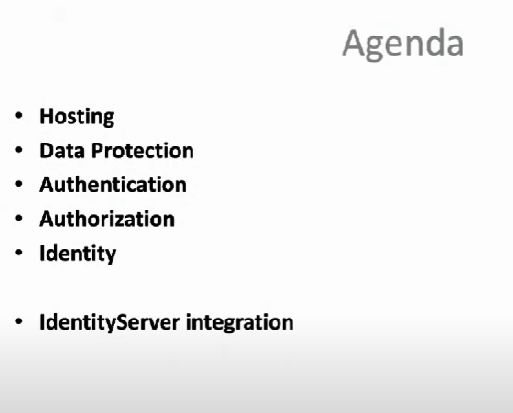 Agenda
• Hosting
• Data Protection
• Authentication
• Authorization
• Identity
• IdentityServer integration